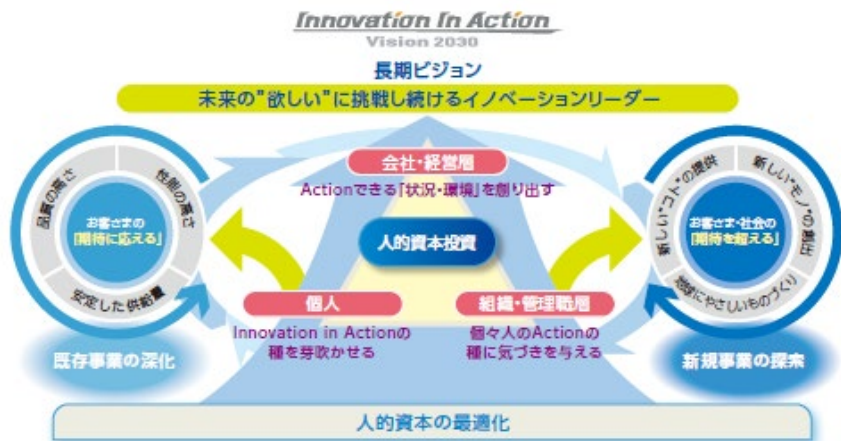 Innovation In Action
Vision 2030
長期ビジョン
未来の"欲しい"に挑戦し続けるイノベーションリーダー
会社・経営層
Actionできる「状況・環境」を創り出す
品質の高さ
性能の高さ
安定した供給量
お客さまの
「期待に応える」
人的資本投資
新しい"コト"の提供
新しい"モノ"の創出
地球にやさしいものづくり
お客さま・社会の
「期待を超える」
個人
Innovation in Actionの
種を芽吹かせる
組織・管理職層
個々人のActionの
種に気づきを与える
既存事業の深化
新規事業の探索
人的資本の最適化